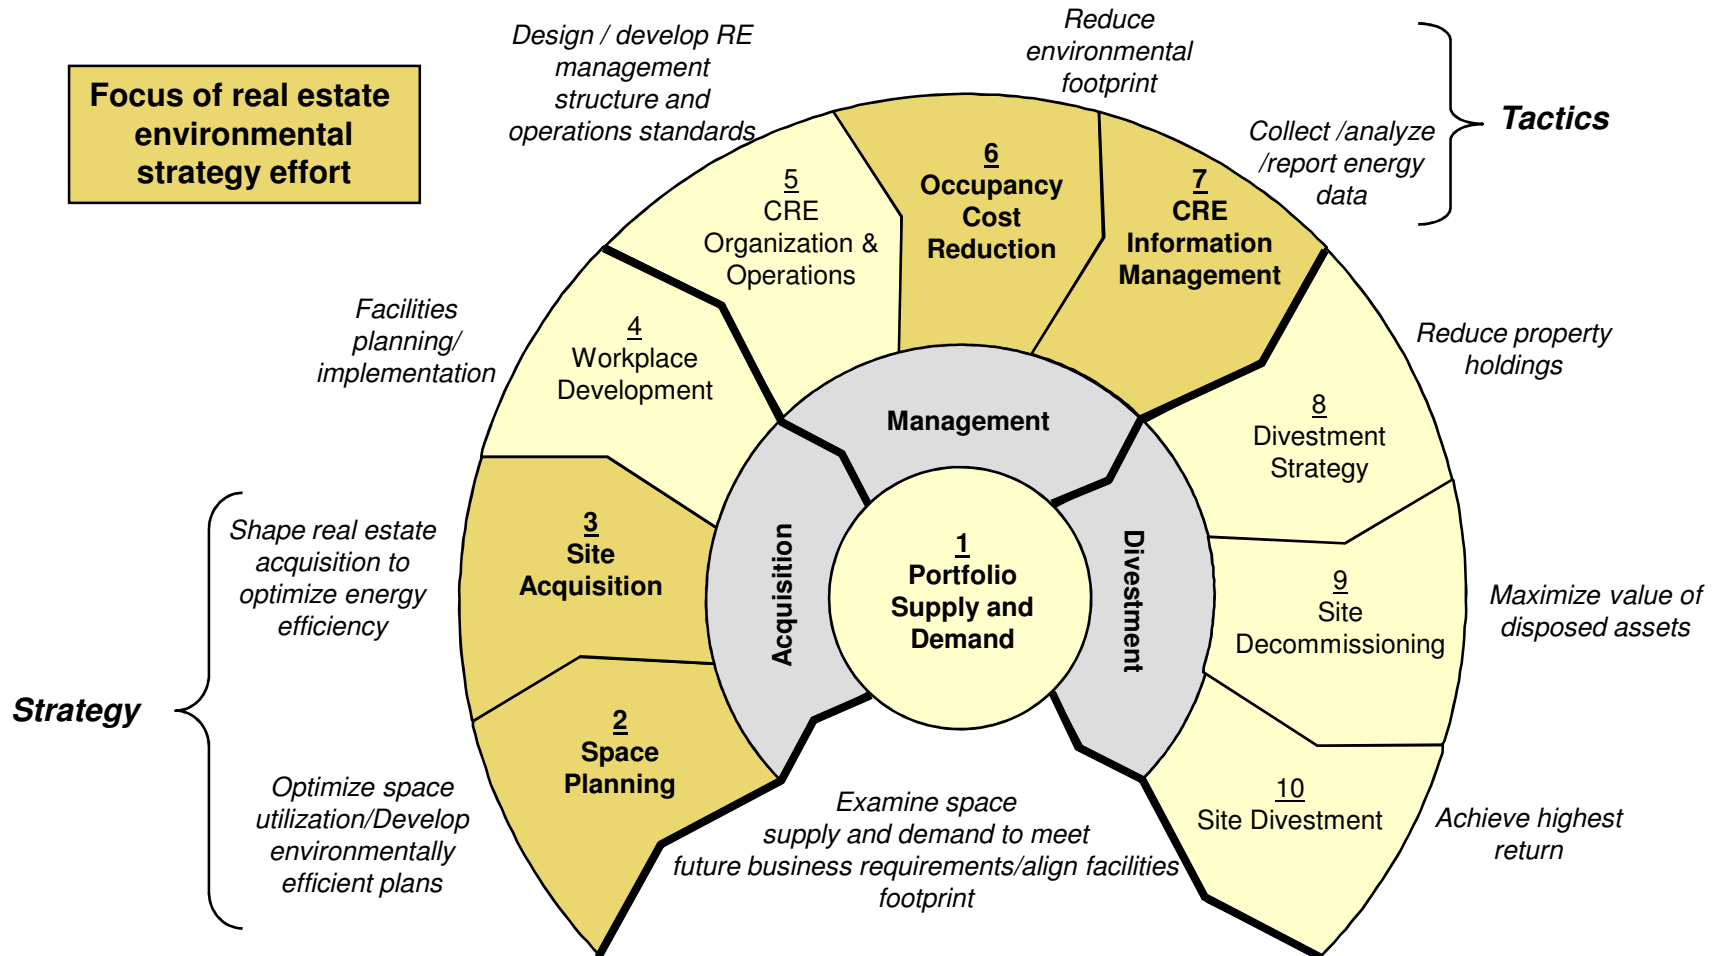 Focus of real estate
environmental
strategy effort
Design / develop RE
management
structure and
operations standards
Reduce
environmental
footprint
Collect /analyze
/report energy
data
Tactics
5
CRE
Organization &
Operations
6
Occupancy
Cost
Reduction
7
CRE
Information
Management
Facilities
planning/
implementation
4
Workplace
Development
Reduce property
holdings
8
Divestment
Strategy
Management
Acquisition
Divestment
1
Portfolio
Supply and
Demand
Shape real estate
acquisition to
optimize energy
efficiency
3
Site
Acquisition
9
Site
Decommissioning
Maximize value of
disposed assets
Strategy
2
Space
Planning
Optimize space
utilization/Develop
environmentally
efficient plans
Examine space
supply and demand to meet
future business requirements/align facilities
footprint
10
Site Divestment
Achieve highest
return